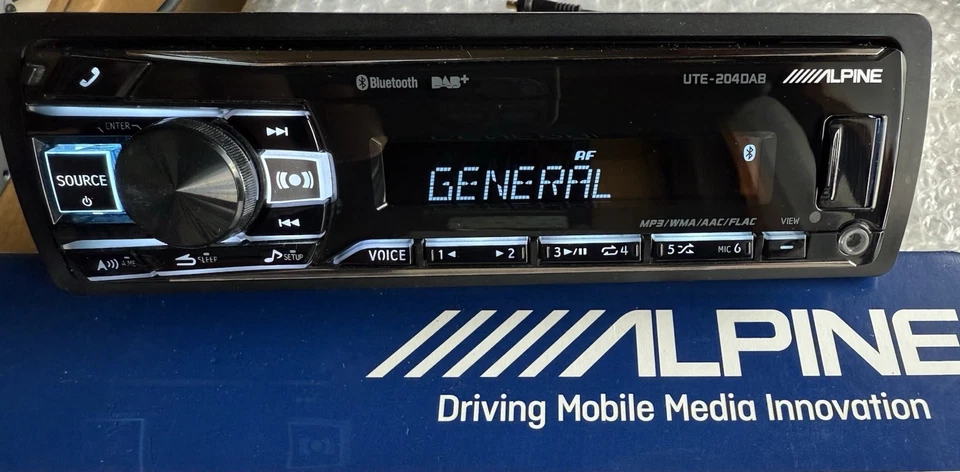 Bluetooth DAB+ UTE-204DAB ALPINE
ENTER
SOURCE
AF
GENERAL
MP3/WMA/AAC/FLAC VIEW
VOICE 1 2 3 4 5 MIC 6
SLEEP SETUP
ALPINE
Driving Mobile Media Innovation